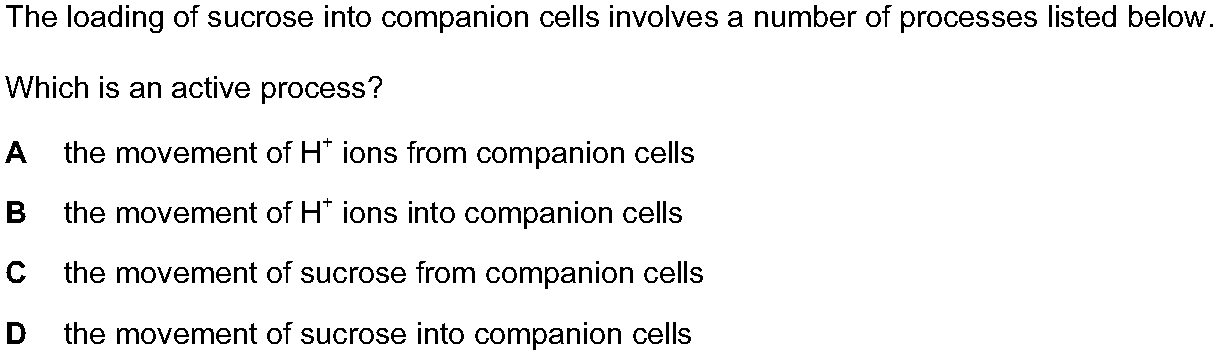 The loading of sucrose into companion cells involves a number of processes listed below.
Which is an active process?
A the movement of H⁺ ions from companion cells
B the movement of H⁺ ions into companion cells
C the movement of sucrose from companion cells
D the movement of sucrose into companion cells